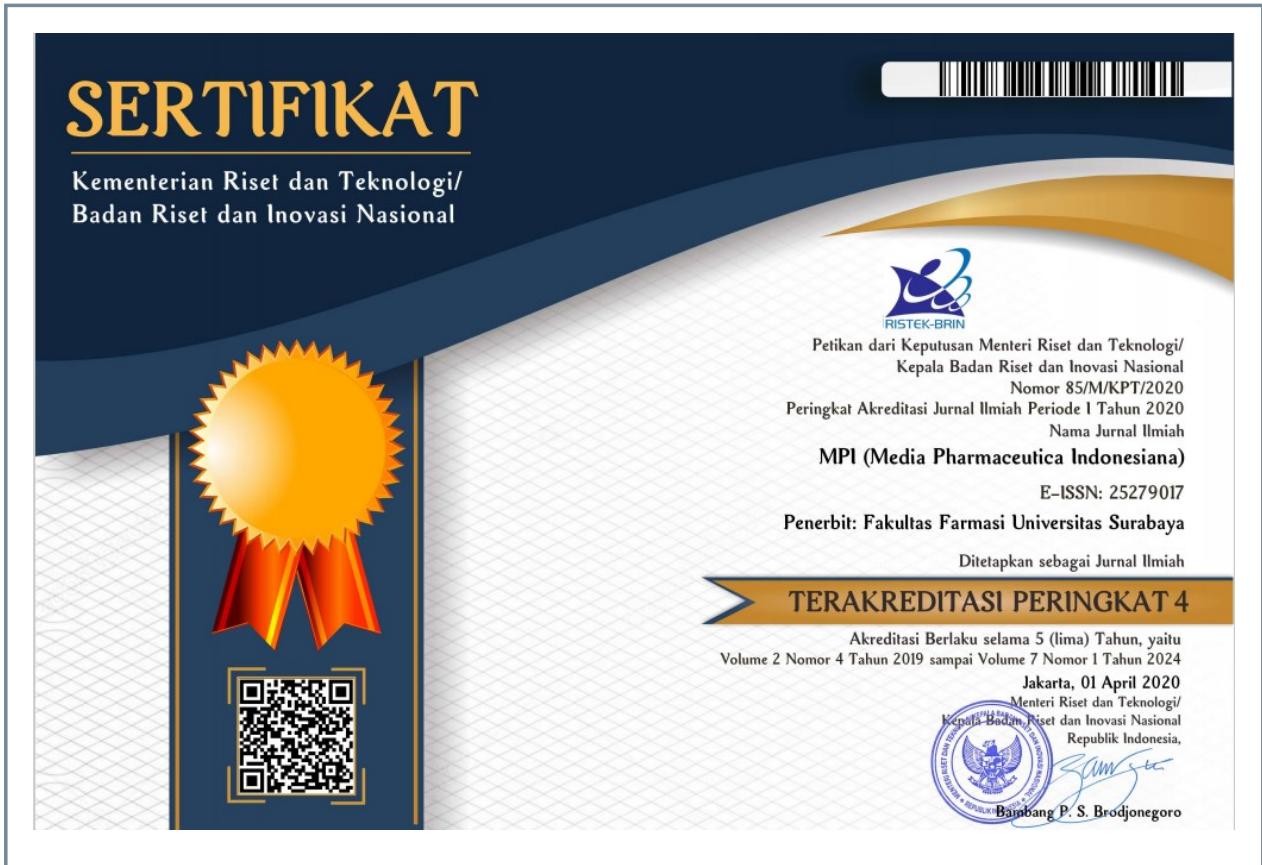 SERTIFIKAT
Kementerian Riset dan Teknologi/
Badan Riset dan Inovasi Nasional
RISTEK-BRIN
Petikan dari Keputusan Menteri Riset dan Teknologi/
Kepala Badan Riset dan Inovasi Nasional
Nomor 85/M/KPT/2020
Peringkat Akreditasi Jurnal Ilmiah Periode I Tahun 2020
Nama Jurnal Ilmiah
MPI (Media Pharmaceutica Indonesiana)
E-ISSN: 25279017
Penerbit: Fakultas Farmasi Universitas Surabaya
Ditetapkan sebagai Jurnal Ilmiah
TERAKREDITASI PERINGKAT 4
Akreditasi Berlaku selama 5 (lima) Tahun, yaitu
Volume 2 Nomor 4 Tahun 2019 sampai Volume 7 Nomor 1 Tahun 2024
Jakarta, 01 April 2020
Menteri Riset dan Teknologi/
Kepala Badan Riset dan Inovasi Nasional
Republik Indonesia,
Bambang P. S. Brodjonegoro